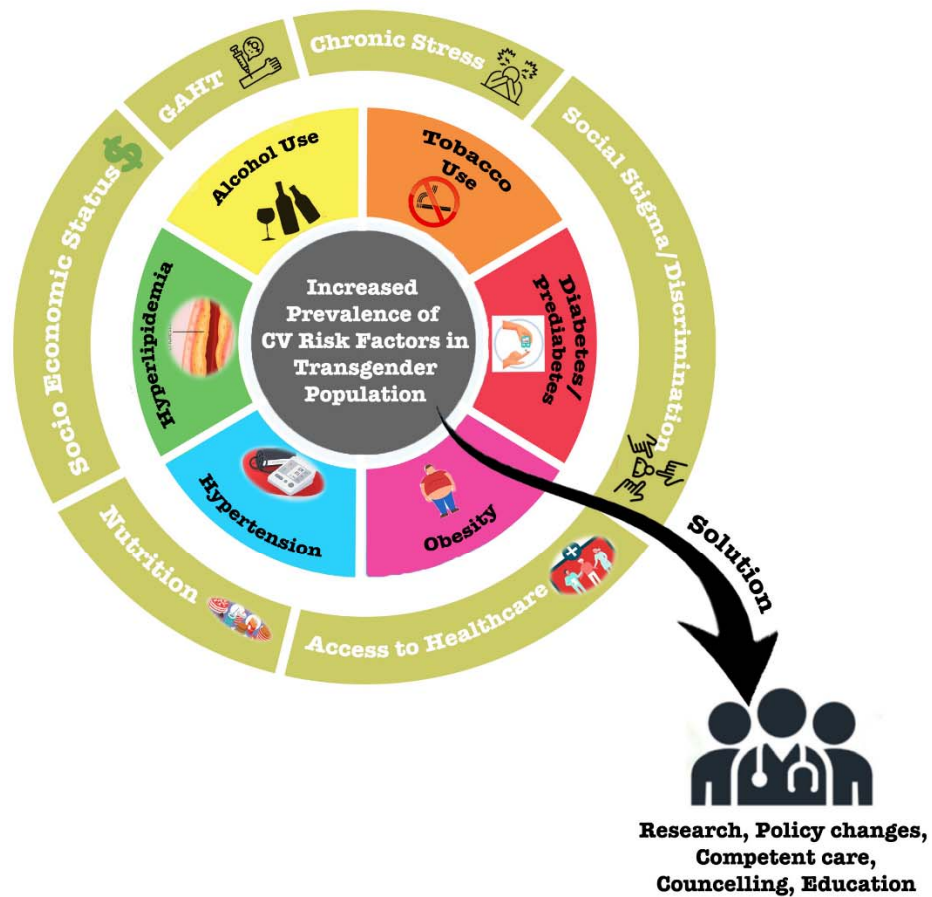 GAHT
Chronic Stress
Social Stigma/Discrimination
Access to Healthcare
Nutrition
Socio Economic Status
$
Alcohol Use
Tobacco
Use
Diabetes/
Prediabetes
Obesity
Hypertension
Hyperlipidemia
Increased
Prevalence of
CV Risk Factors in
Transgender
Population
Solution
Research, Policy changes,
Competent care,
Councelling, Education